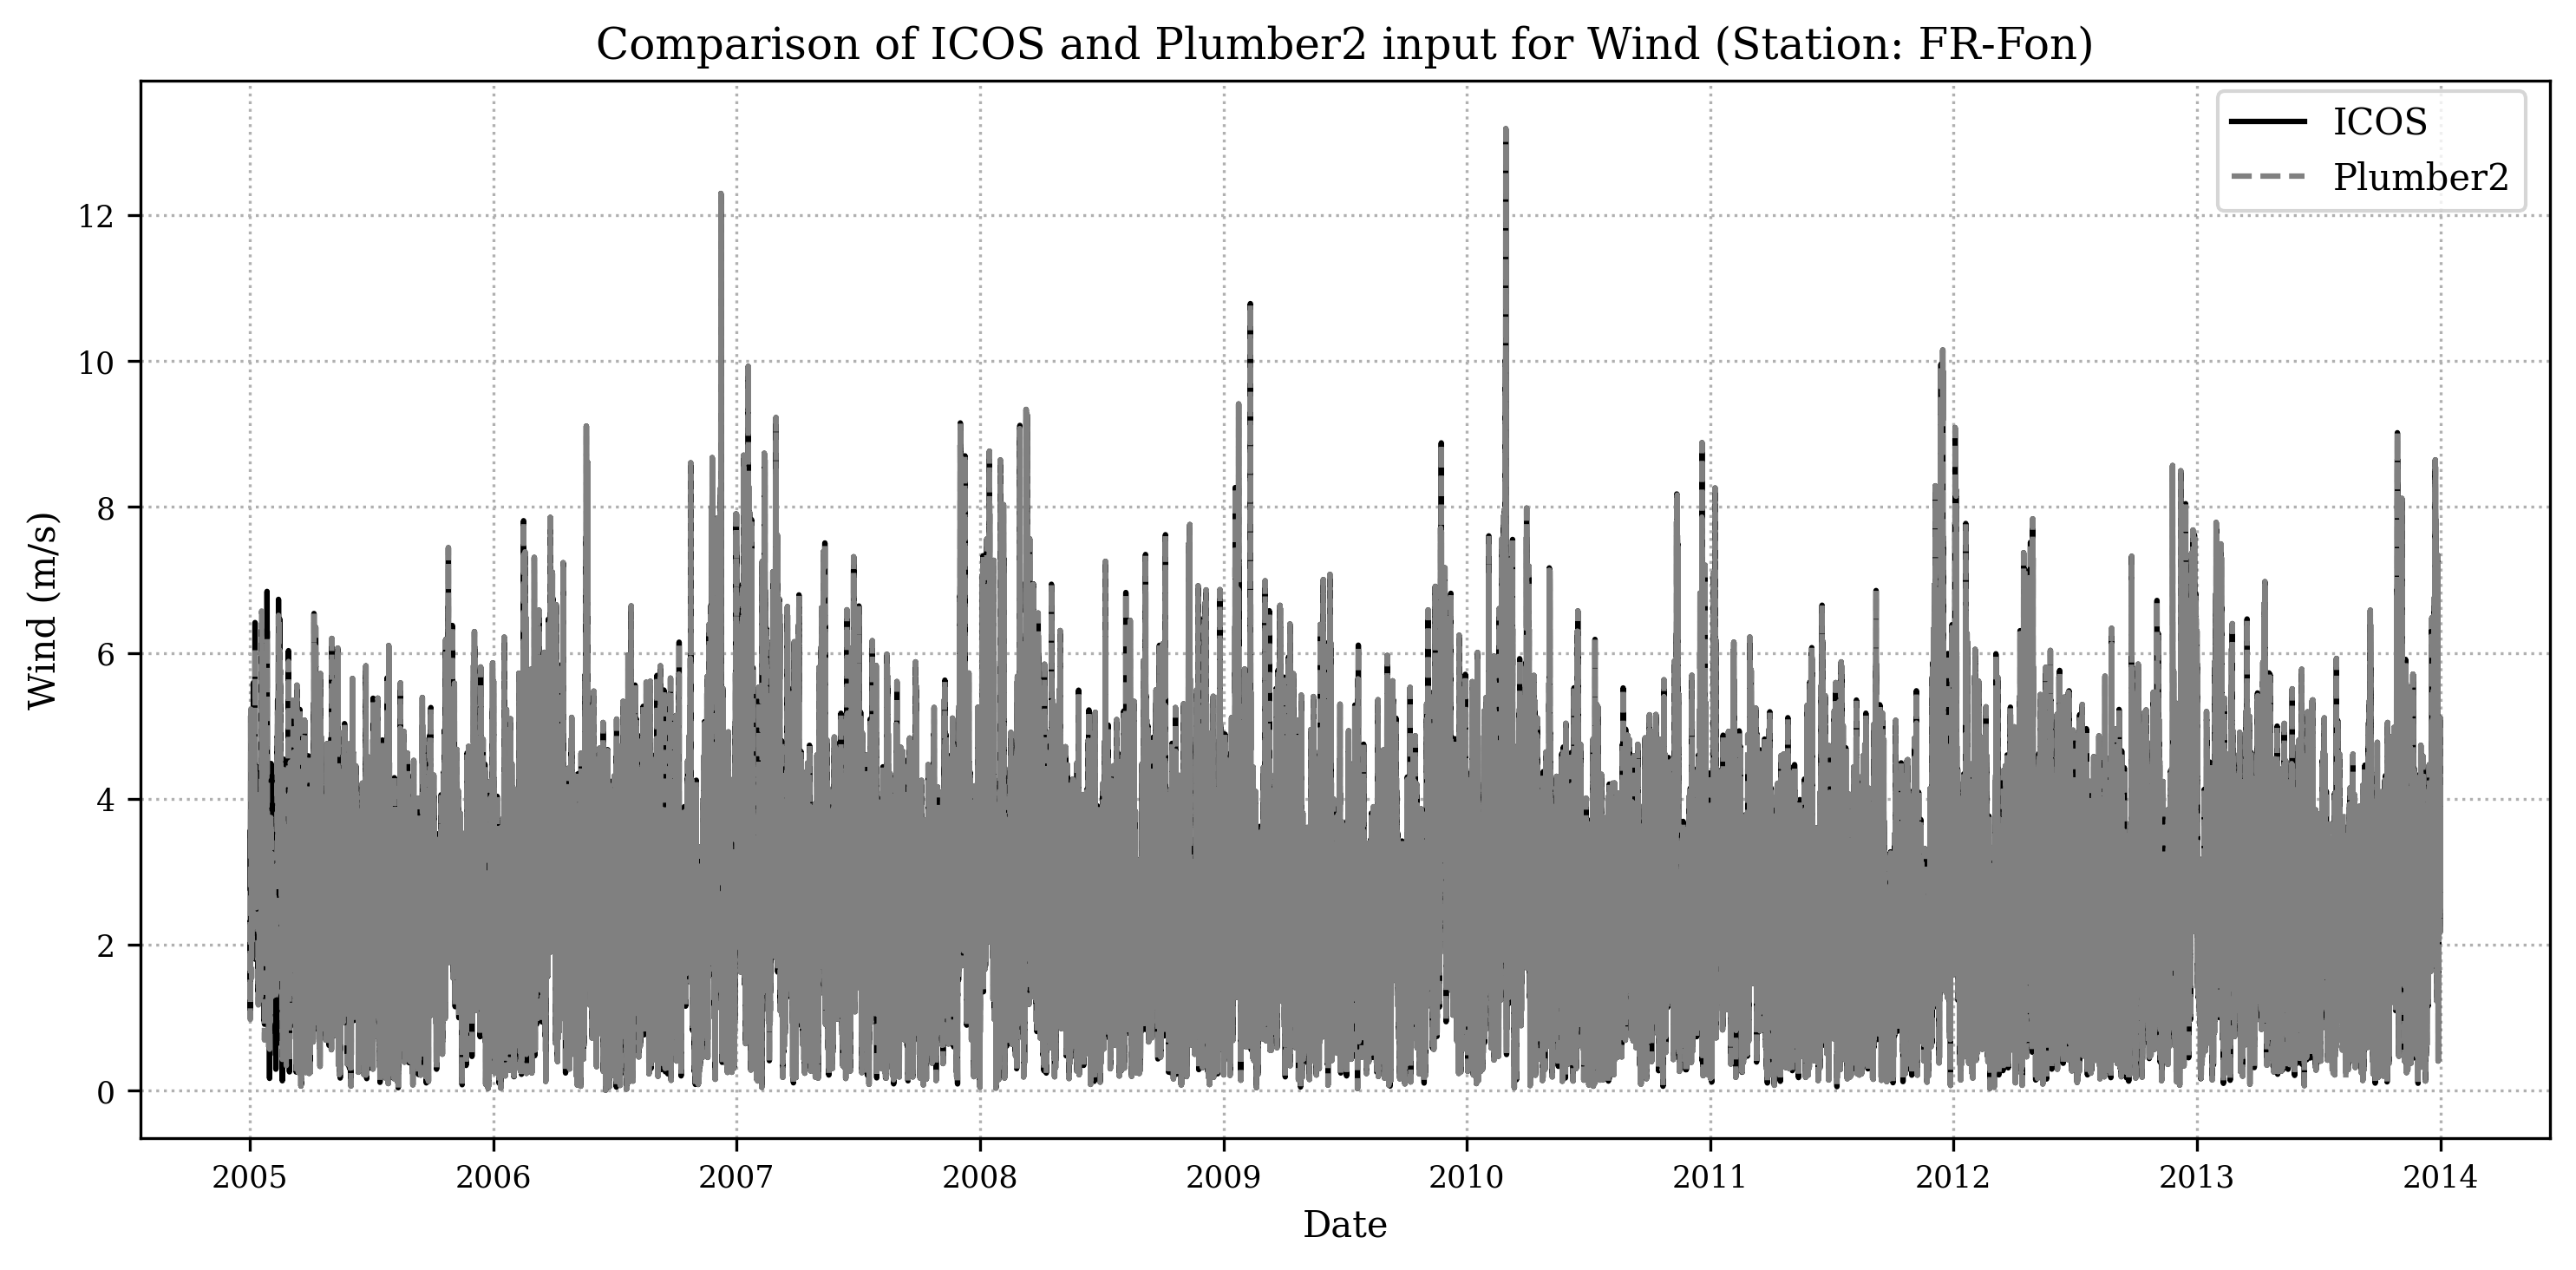 Comparison of ICOS and Plumber2 input for Wind (Station: FR-Fon)
ICOS
Plumber2
Wind (m/s)
12
10
8
6
4
2
0
2005 2006 2007 2008 2009 2010 2011 2012 2013 2014
Date